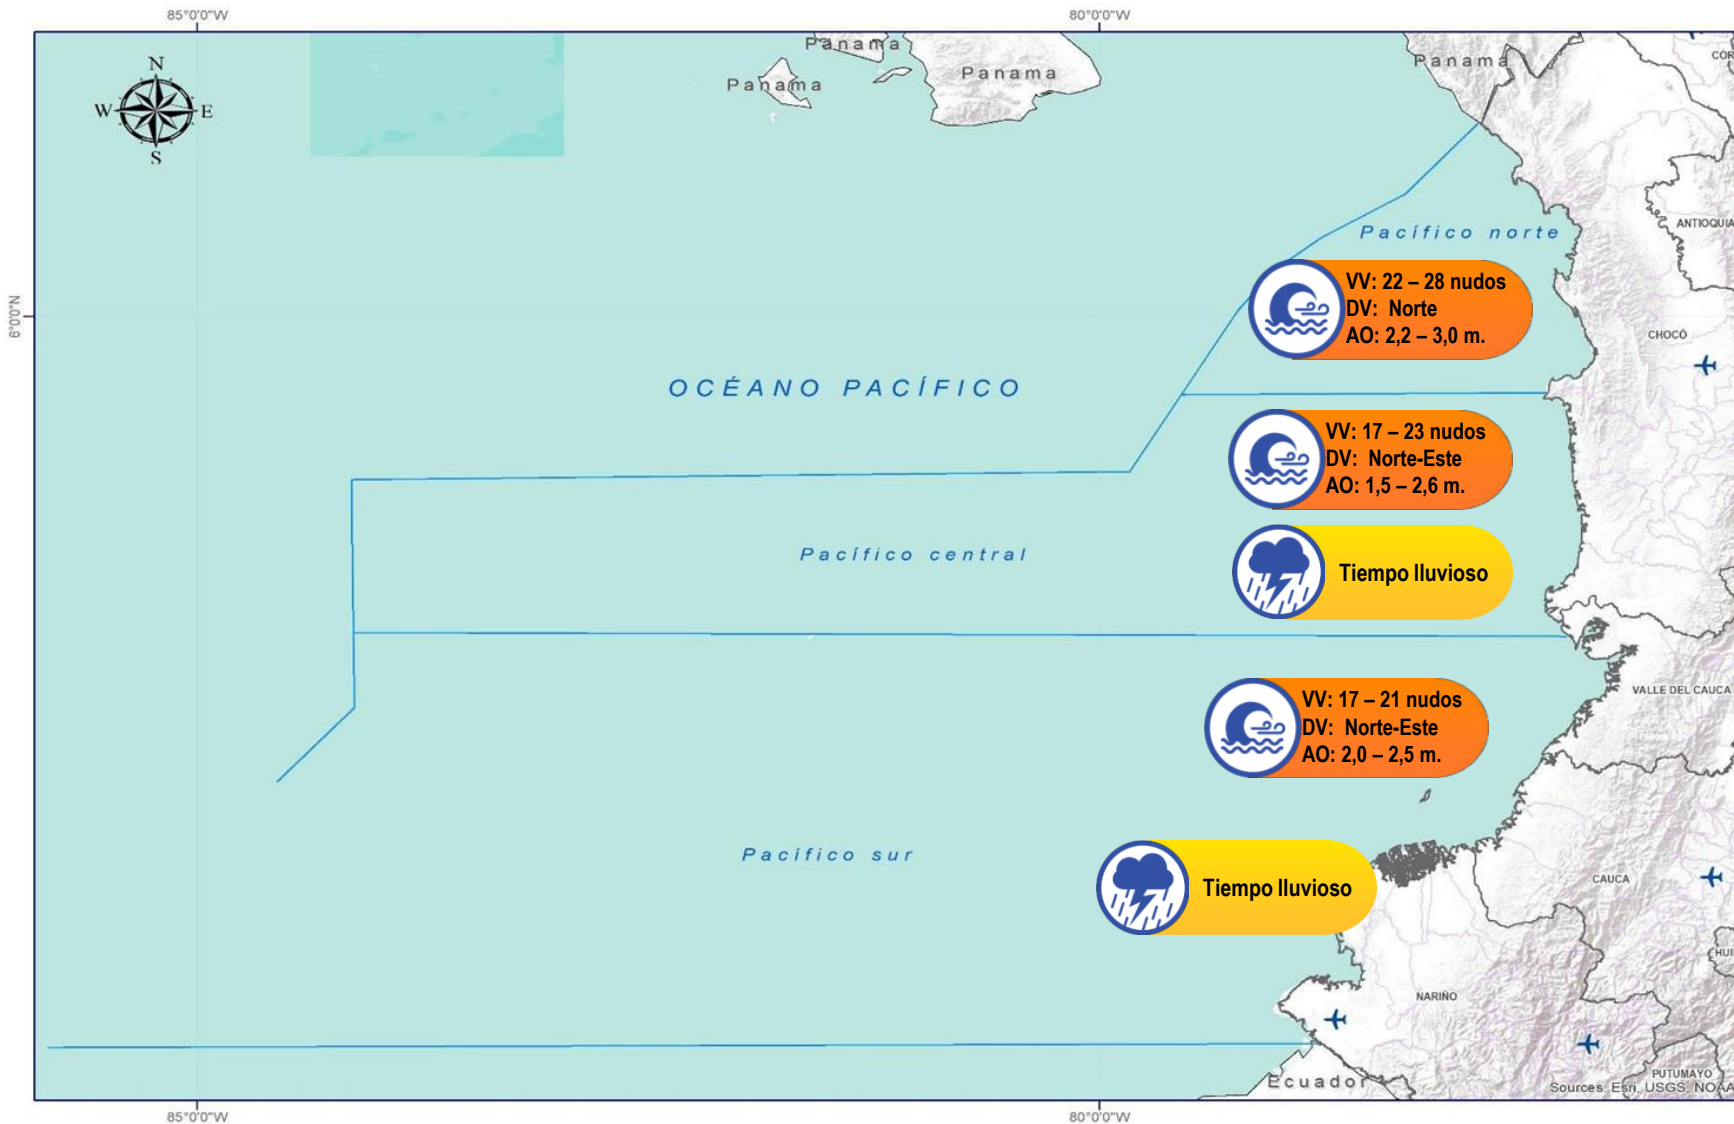 85°0'0"W
80°0'0"W
Panama
Panama
Panama
Panama
N
W
E
S
ANTIOQUIA
Pacífico norte
VV: 22 – 28 nudos
DV: Norte
AO: 2,2 – 3,0 m.
6°0'0"N
CHOCÓ
OCÉANO PACÍFICO
VV: 17 – 23 nudos
DV: Norte-Este
AO: 1,5 – 2,6 m.
Pacífico central
Tiempo lluvioso
VALLE DEL CAUCA
VV: 17 – 21 nudos
DV: Norte-Este
AO: 2,0 – 2,5 m.
Pacífico sur
Tiempo lluvioso
CAUCA
HUI
NARIÑO
PUTUMAYO
Ecuador
Sources: Esri, USGS, NOAA
85°0'0"W
80°0'0"W